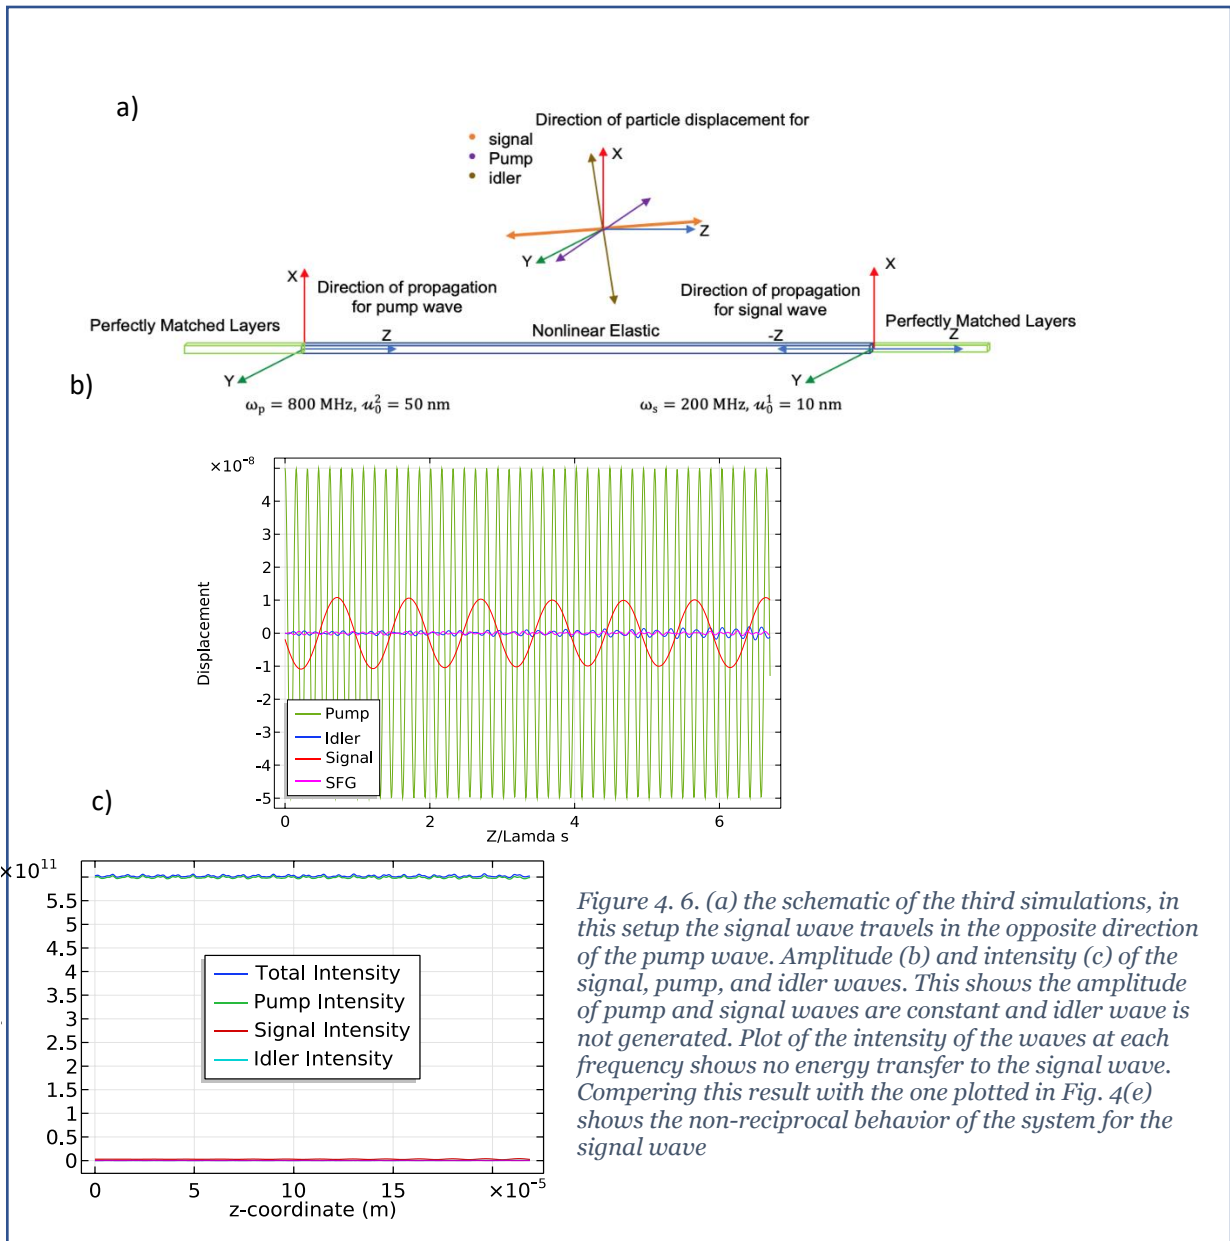 a)
Direction of particle displacement for
signal
Pump
idler
X
Z
Y
X
Direction of propagation
for pump wave
Direction of propagation
for signal wave
X
Perfectly Matched Layers
Z
Nonlinear Elastic
-Z
Perfectly Matched Layers
Z
Y
Y
b)
ωp = 800 MHz, 𝓊₀² = 50 nm
ωs = 200 MHz, 𝓊₀¹ = 10 nm
×10⁻⁸
4
3
2
1
0
-1
-2
-3
-4
-5
Displacement
Pump
Idler
Signal
SFG
0
2
4
6
Z/Lamda s
c)
×10¹¹
5.5
5
4.5
4
3.5
3
2.5
2
1.5
1
0.5
0
Total Intensity
Pump Intensity
Signal Intensity
Idler Intensity
0
5
10
15
×10⁻⁵
z-coordinate (m)
Figure 4. 6. (a) the schematic of the third simulations, in
this setup the signal wave travels in the opposite direction
of the pump wave. Amplitude (b) and intensity (c) of the
signal, pump, and idler waves. This shows the amplitude
of pump and signal waves are constant and idler wave is
not generated. Plot of the intensity of the waves at each
frequency shows no energy transfer to the signal wave.
Compering this result with the one plotted in Fig. 4(e)
shows the non-reciprocal behavior of the system for the
signal wave